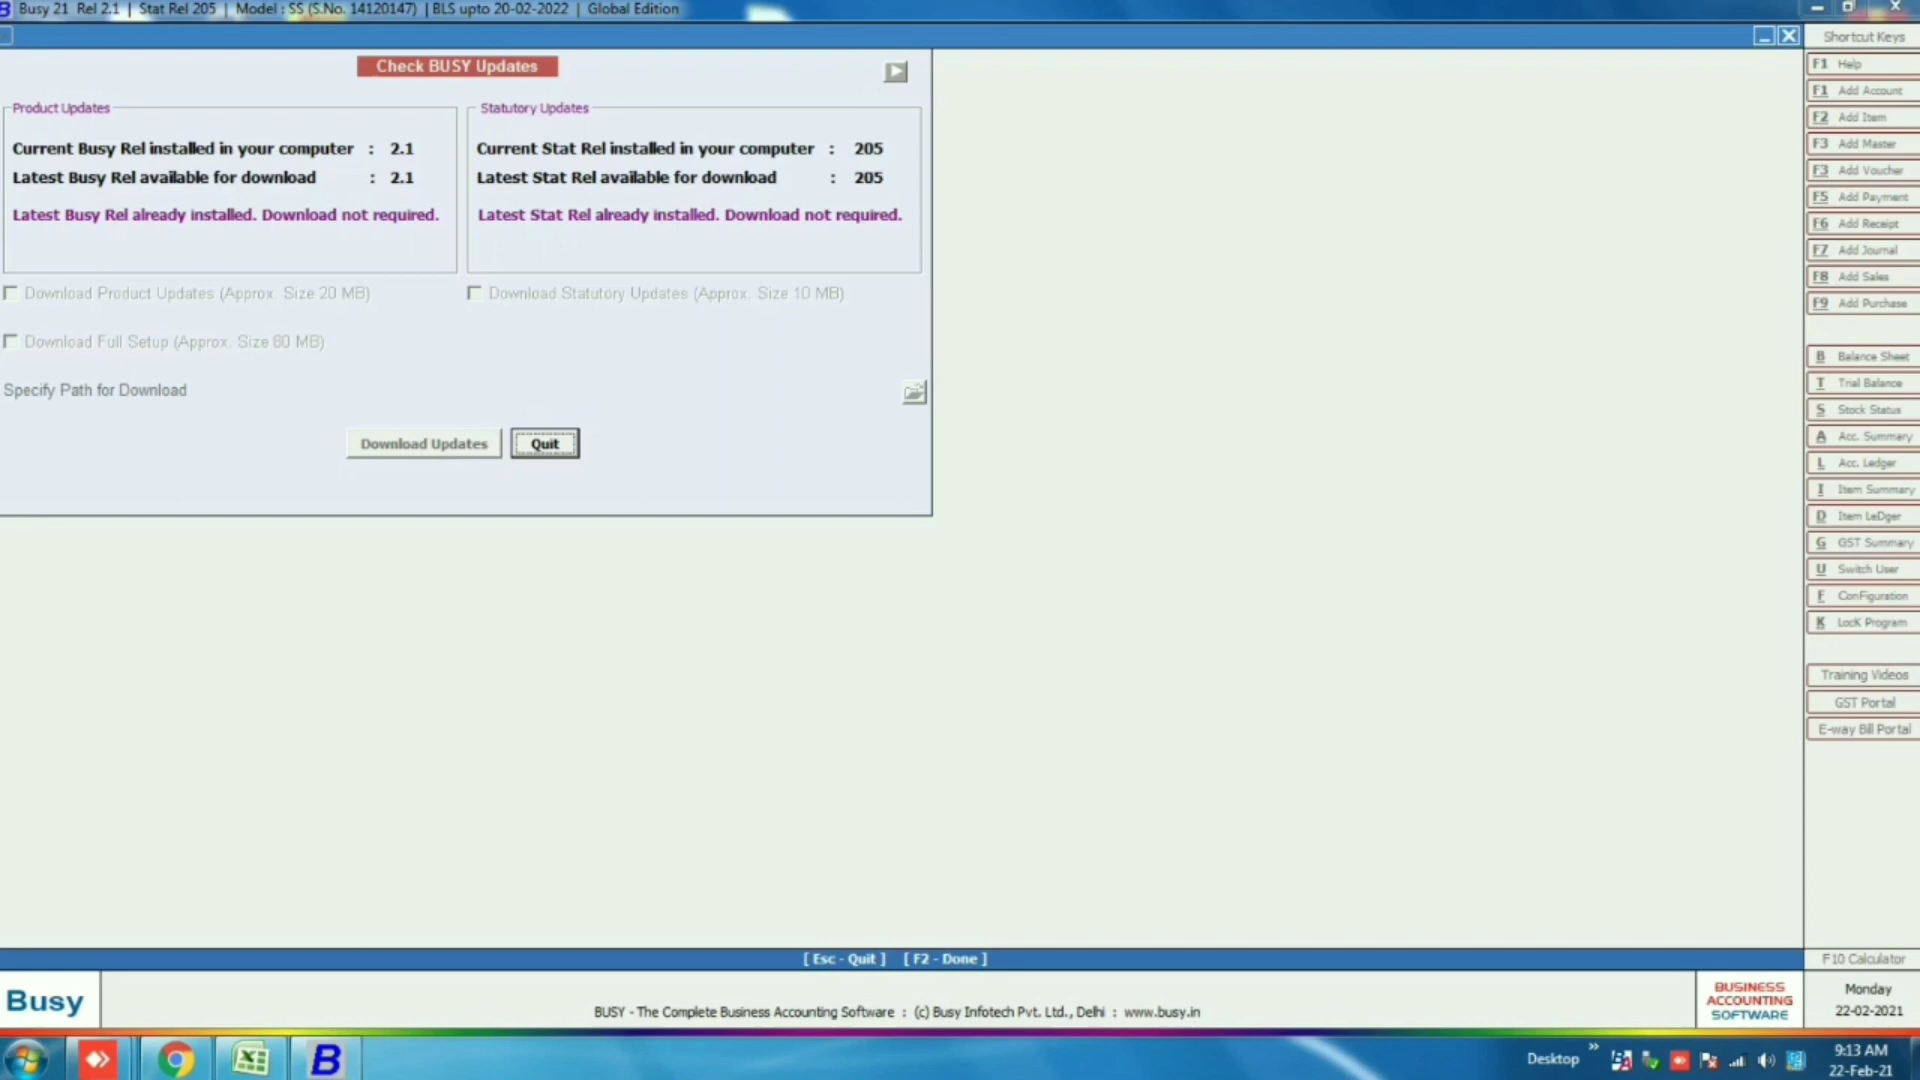 Busy 21 Rel 2.1 | Stat Rel 205 | Model : SS (S.No. 14120147) | BLS upto 20-02-2022 | Global Edition
Check BUSY Updates
Product Updates
Current Busy Rel installed in your computer : 2.1
Latest Busy Rel available for download : 2.1
Latest Busy Rel already installed. Download not required.
Statutory Updates
Current Stat Rel installed in your computer : 205
Latest Stat Rel available for download : 205
Latest Stat Rel already installed. Download not required.
Download Product Updates (Approx. Size 20 MB)
Download Statutory Updates (Approx. Size 10 MB)
Download Full Setup (Approx. Size 80 MB)
Specify Path for Download
Download Updates
Quit
Shortcut Keys
F1 Help
F1 Add Account
F2 Add Item
F3 Add Master
F3 Add Voucher
F5 Add Payment
F6 Add Receipt
F7 Add Journal
F8 Add Sales
F9 Add Purchase
B Balance Sheet
T Trial Balance
S Stock Status
A Acc. Summary
L Acc. Ledger
I Item Summary
D Item LeDger
G GST Summary
U Switch User
F ConFiguration
K LocK Program
Training Videos
GST Portal
E-way Bill Portal
[ Esc - Quit ] [ F2 - Done ]
F10 Calculator
Busy
BUSY - The Complete Business Accounting Software : (c) Busy Infotech Pvt. Ltd., Delhi : www.busy.in
BUSINESS
ACCOUNTING
SOFTWARE
Monday
22-02-2021
Desktop
9:13 AM
22-Feb-21